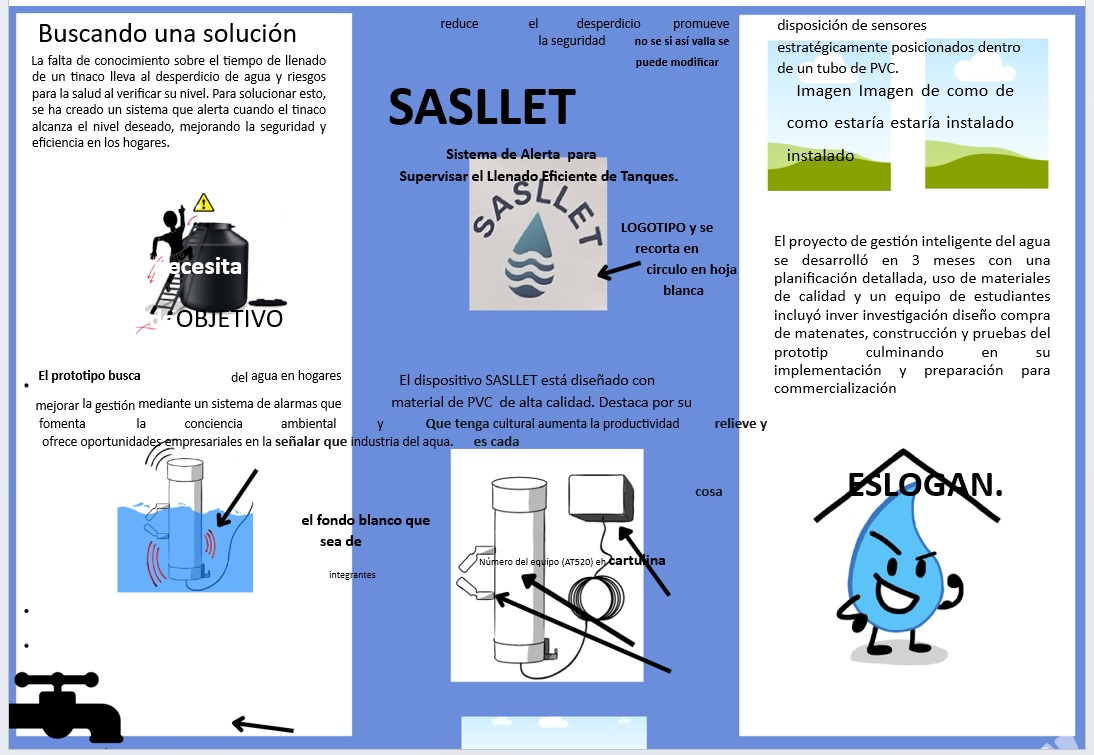 Buscando una solución
La falta de conocimiento sobre el tiempo de llenado
de un tinaco lleva al desperdicio de agua y riesgos
para la salud al verificar su nivel. Para solucionar esto,
se ha creado un sistema que alerta cuando el tinaco
alcanza el nivel deseado, mejorando la seguridad y
eficiencia en los hogares.
ecesita
OBJETIVO
El prototipo busca del agua en hogares
mejorar la gestión mediante un sistema de alarmas que
fomenta la conciencia ambiental y
ofrece oportunidades empresariales en la señalar que industria del agua. es cada
el fondo blanco que
sea de
integrantes
reduce el desperdicio promueve
la seguridad no se si así valla se
puede modificar
SASLLET
Sistema de Alerta para
Supervisar el Llenado Eficiente de Tanques.
SASLLET
LOGOTIPO y se
recorta en
circulo en hoja
blanca
El dispositivo SASLLET está diseñado con
material de PVC de alta calidad. Destaca por su
Que tenga cultural aumenta la productividad relieve y
cosa
Número del equipo (AT520) eh cartulina
disposición de sensores
estratégicamente posicionados dentro
de un tubo de PVC.
Imagen Imagen de como de
como estaría estaría instalado
instalado
El proyecto de gestión inteligente del agua
se desarrolló en 3 meses con una
planificación detallada, uso de materiales
de calidad y un equipo de estudiantes
incluyó inver investigación diseño compra
de matenates, construcción y pruebas del
prototip culminando en su
implementación y preparación para
commercialización
ESLOGAN.